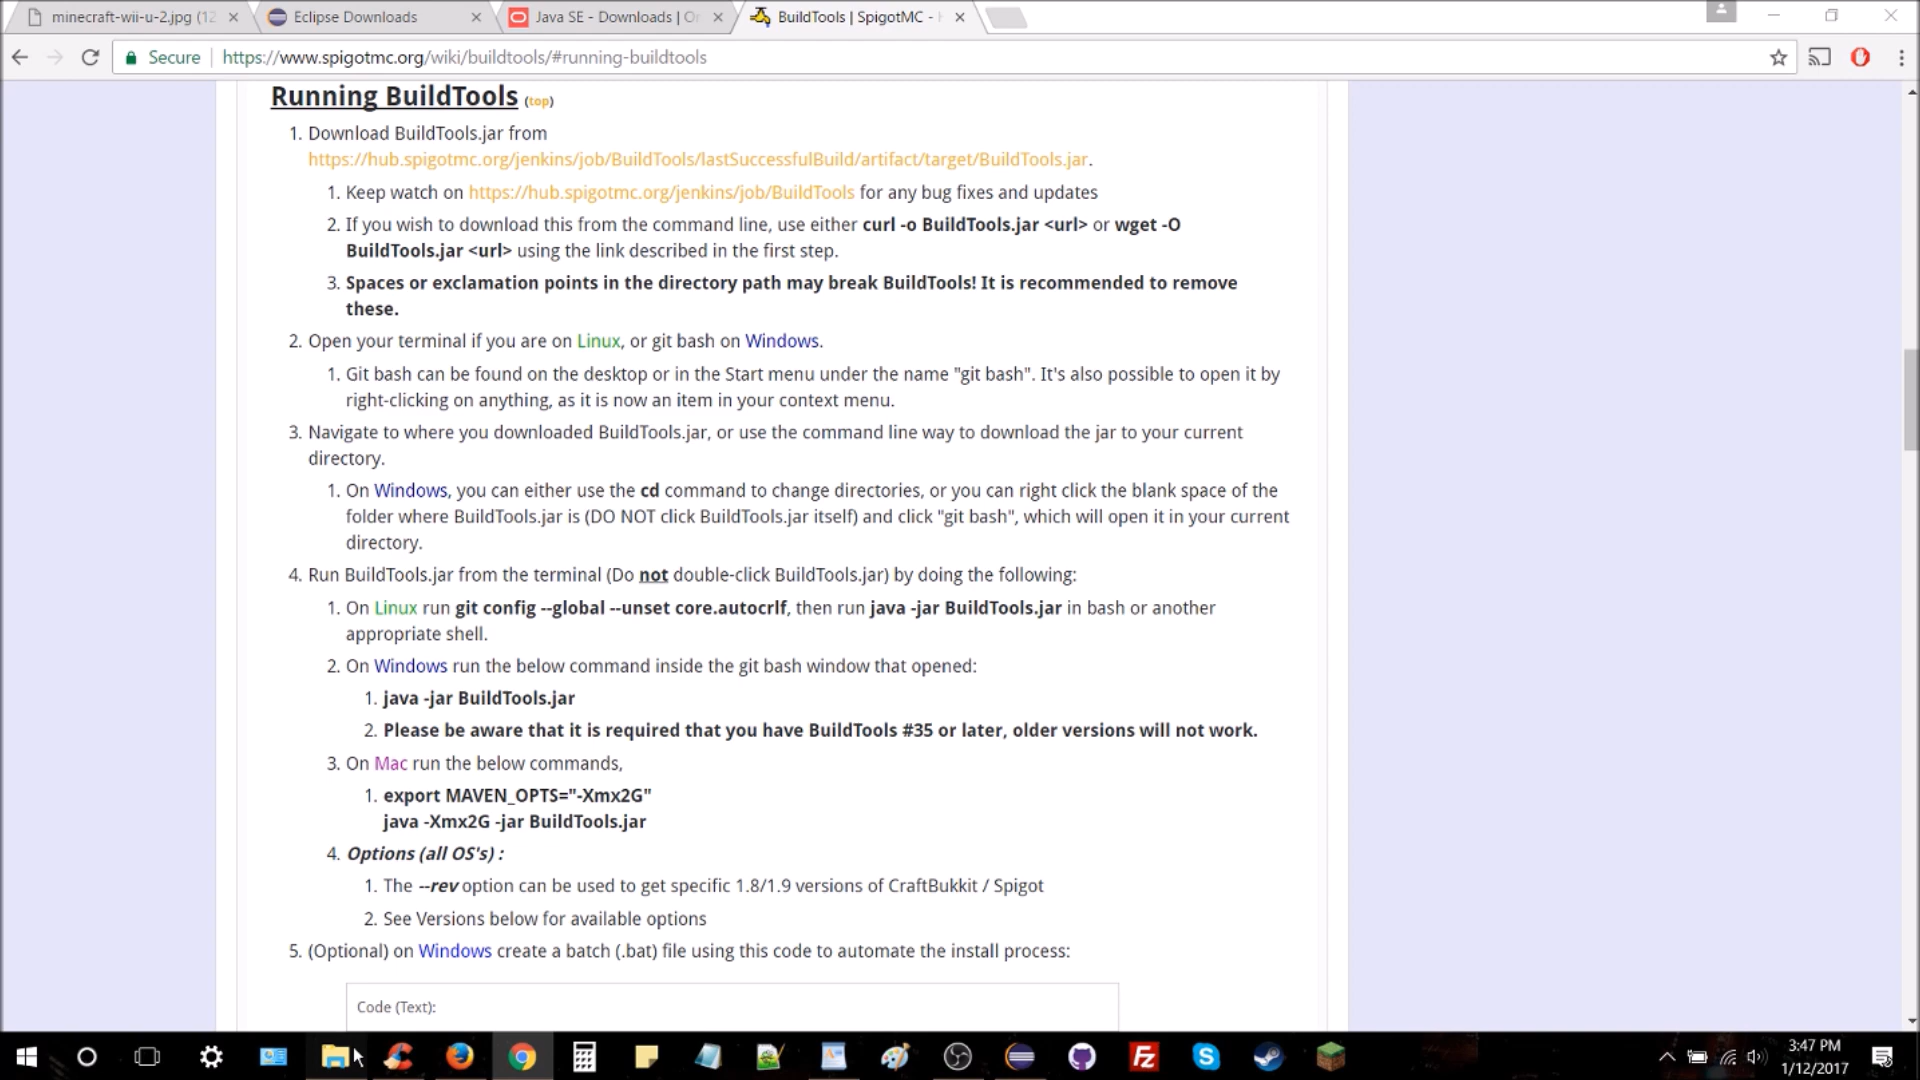 minecraft-wii-u-2.jpg (12
Eclipse Downloads
Java SE - Downloads | Or
BuildTools | SpigotMC - H
Secure
https://www.spigotmc.org/wiki/buildtools/#running-buildtools
Running BuildTools (top)
1. Download BuildTools.jar from
https://hub.spigotmc.org/jenkins/job/BuildTools/lastSuccessfulBuild/artifact/target/BuildTools.jar.
1. Keep watch on https://hub.spigotmc.org/jenkins/job/BuildTools for any bug fixes and updates
2. If you wish to download this from the command line, use either curl -o BuildTools.jar <url> or wget -O
BuildTools.jar <url> using the link described in the first step.
3. Spaces or exclamation points in the directory path may break BuildTools! It is recommended to remove
these.
2. Open your terminal if you are on Linux, or git bash on Windows.
1. Git bash can be found on the desktop or in the Start menu under the name "git bash". It's also possible to open it by
right-clicking on anything, as it is now an item in your context menu.
3. Navigate to where you downloaded BuildTools.jar, or use the command line way to download the jar to your current
directory.
1. On Windows, you can either use the cd command to change directories, or you can right click the blank space of the
folder where BuildTools.jar is (DO NOT click BuildTools.jar itself) and click "git bash", which will open it in your current
directory.
4. Run BuildTools.jar from the terminal (Do not double-click BuildTools.jar) by doing the following:
1. On Linux run git config --global --unset core.autocrlf, then run java -jar BuildTools.jar in bash or another
appropriate shell.
2. On Windows run the below command inside the git bash window that opened:
1. java -jar BuildTools.jar
2. Please be aware that it is required that you have BuildTools #35 or later, older versions will not work.
3. On Mac run the below commands,
1. export MAVEN_OPTS="-Xmx2G"
java -Xmx2G -jar BuildTools.jar
4. Options (all OS's) :
1. The --rev option can be used to get specific 1.8/1.9 versions of CraftBukkit / Spigot
2. See Versions below for available options
5. (Optional) on Windows create a batch (.bat) file using this code to automate the install process:
Code (Text):
3:47 PM
1/12/2017